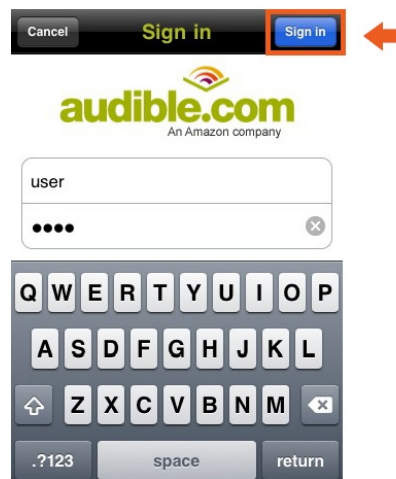 Cancel Sign in Sign in
audible.com
An Amazon company
user
••••
Q W E R T Y U I O P
A S D F G H J K L
Z X C V B N M
.?123 space return